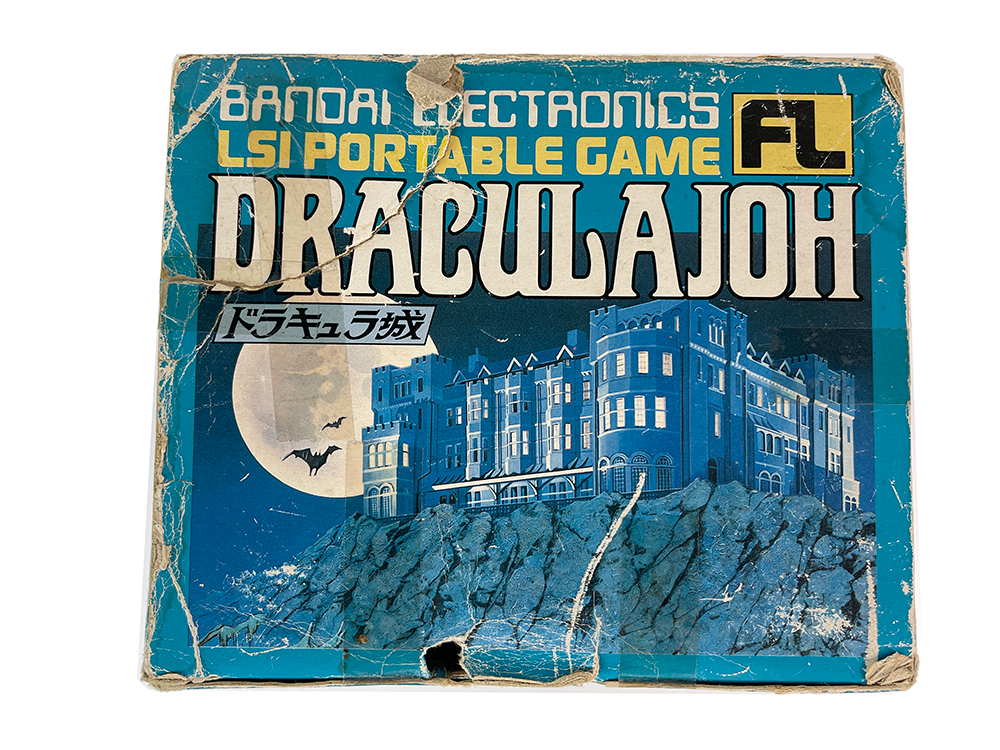 BANDAI ELECTRONICS
LSI PORTABLE GAME
FL
DRACULAJOH
ドラキュラ城